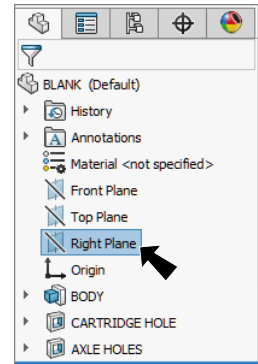 BLANK (Default)
History
A Annotations
Material <not specified>
Front Plane
Top Plane
Right Plane
Origin
BODY
CARTRIDGE HOLE
AXLE HOLES